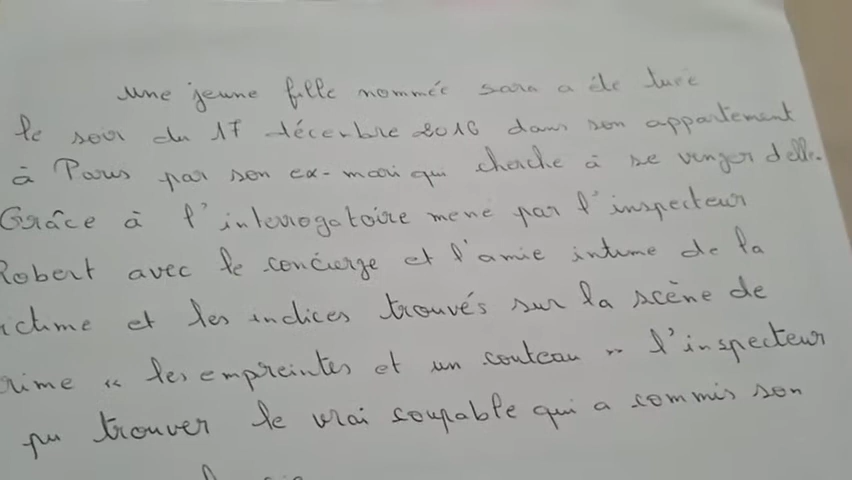 une jeune fille nommée sara a été tuée
le soir du 17 décembre 2016 dans son appartement
à Paris par son ex-mari qui cherche à se venger d'elle.
Grâce à l'interrogatoire mené par l'inspecteur
Robert avec le concierge et l'amie intime de la
ictime et les indices trouvés sur la scène de
rime « les empreintes et un couteau » l'inspecteur
pu trouver le vrai coupable qui a commis son